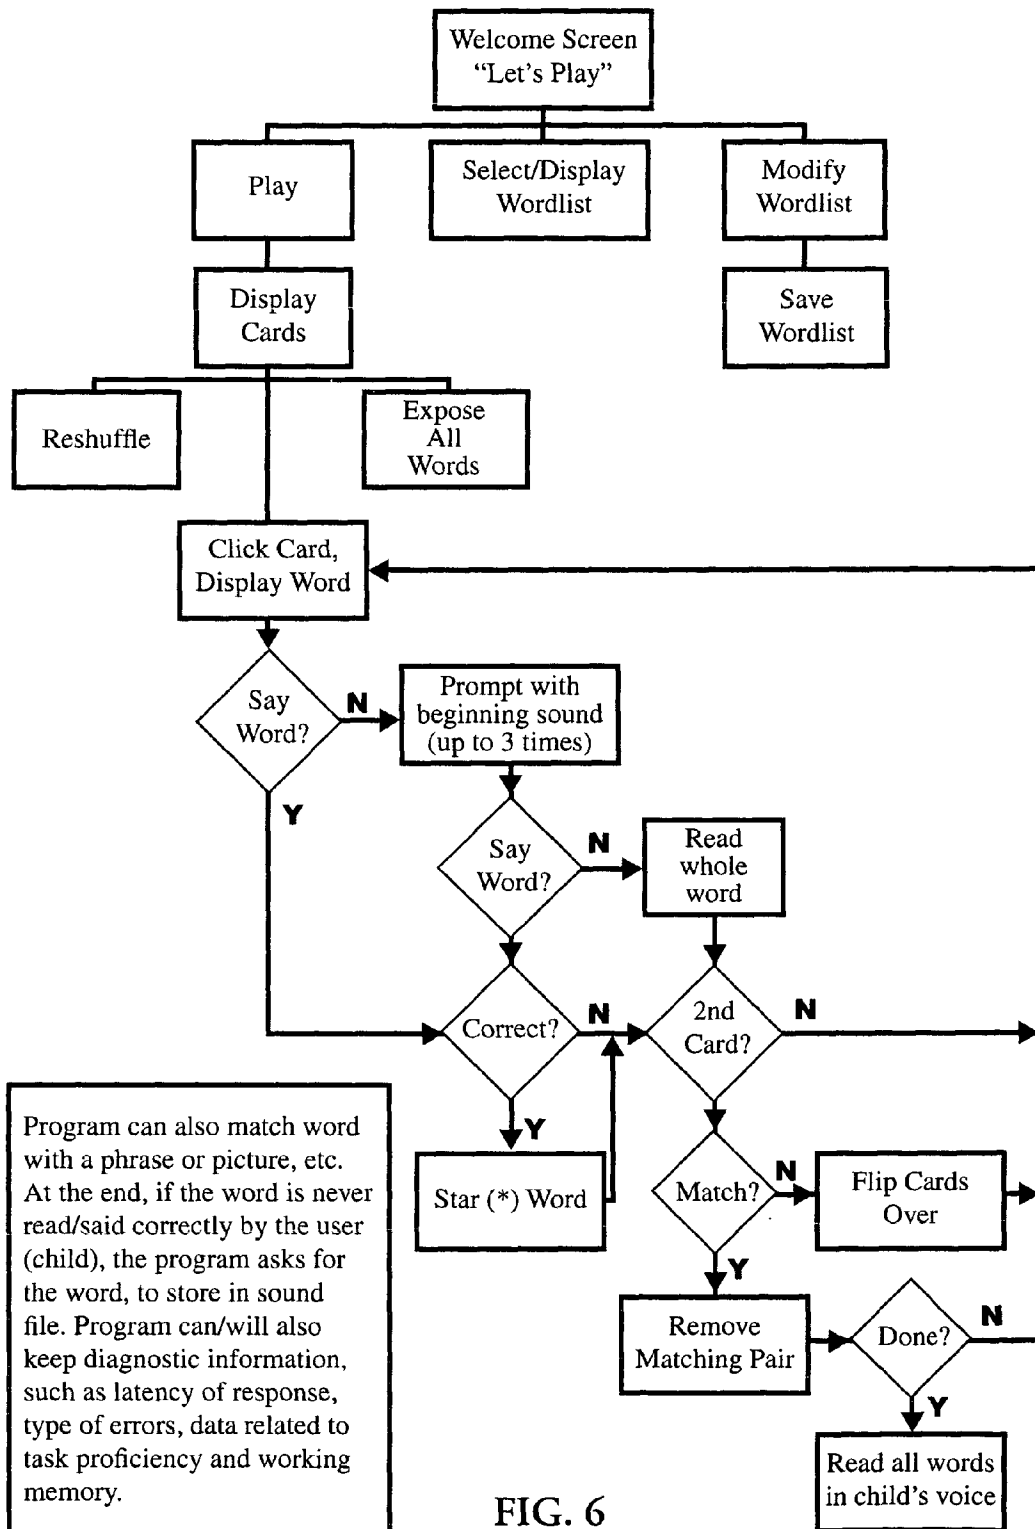 Welcome Screen
“Let’s Play”
Play
Select/Display
Wordlist
Modify
Wordlist
Display
Cards
Save
Wordlist
Reshuffle
Expose
All
Words
Click Card,
Display Word
Say
Word?
N
Prompt with
beginning sound
(up to 3 times)
Y
Say
Word?
N
Read
whole
word
Correct?
N
2nd
Card?
N
Y
Star (*) Word
Match?
N
Flip Cards
Over
Y
Remove
Matching Pair
Done?
N
Y
Read all words
in child’s voice
Program can also match word
with a phrase or picture, etc.
At the end, if the word is never
read/said correctly by the user
(child), the program asks for
the word, to store in sound
file. Program can/will also
keep diagnostic information,
such as latency of response,
type of errors, data related to
task proficiency and working
memory.
FIG. 6